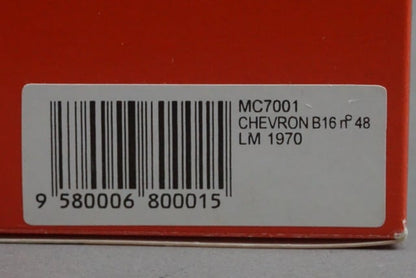 MC7001
CHEVRON B16 nº 48
LM 1970
9 580006 800015